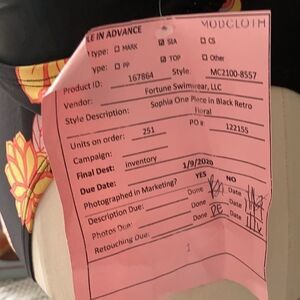 MODCLOTH
LE IN ADVANCE
type: ☐ MARK ☒ SEA ☐ CS
ype: ☐ PP ☒ TOP ☐ Other
Product ID: 167864 Style: MC2100-8557
Vendor: Fortune Swimwear, LLC
Style Description: Sophia One Piece in Black Retro
Floral
Units on order: 251 PO #: 122155
Campaign:
Final Dest: inventory
Due Date: 1/9/2020
Photographed in Marketing? YES NO
Description Due: Done Date
Photos Due: Done Date
Retouching Due: Done Date
1